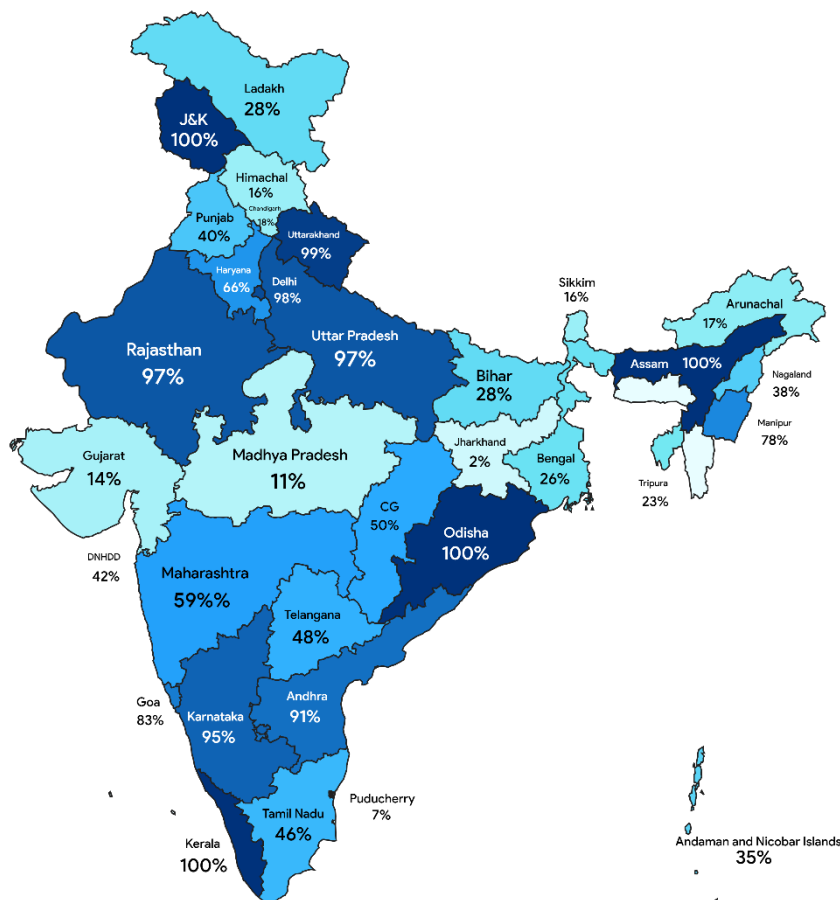 Ladakh
28%
J&K
100%
Himachal
16%
Chandigarh
18%
Punjab
40%
Uttarakhand
99%
Haryana
66%
Delhi
98%
Sikkim
16%
Arunachal
17%
Rajasthan
97%
Uttar Pradesh
97%
Assam 100%
Bihar
28%
Nagaland
38%
Manipur
78%
Jharkhand
2%
Bengal
26%
Tripura
23%
Gujarat
14%
Madhya Pradesh
11%
CG
50%
Odisha
100%
DNHDD
42%
Maharashtra
59%%
Telangana
48%
Goa
83%
Karnataka
95%
Andhra
91%
Puducherry
7%
Tamil Nadu
46%
Kerala
100%
Andaman and Nicobar Islands
35%